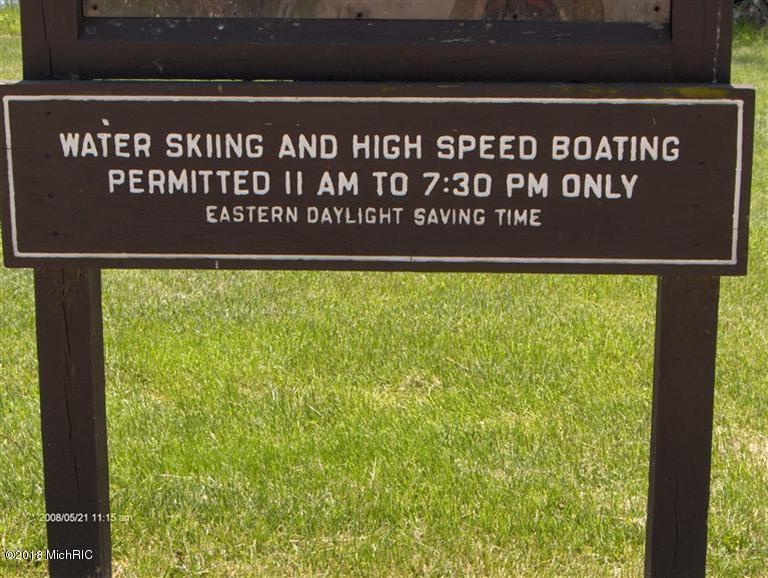 WATER SKIING AND HIGH SPEED BOATING
PERMITTED 11 AM TO 7:30 PM ONLY
EASTERN DAYLIGHT SAVING TIME
2008/05/21 11:15 am
©2018 MichRIC